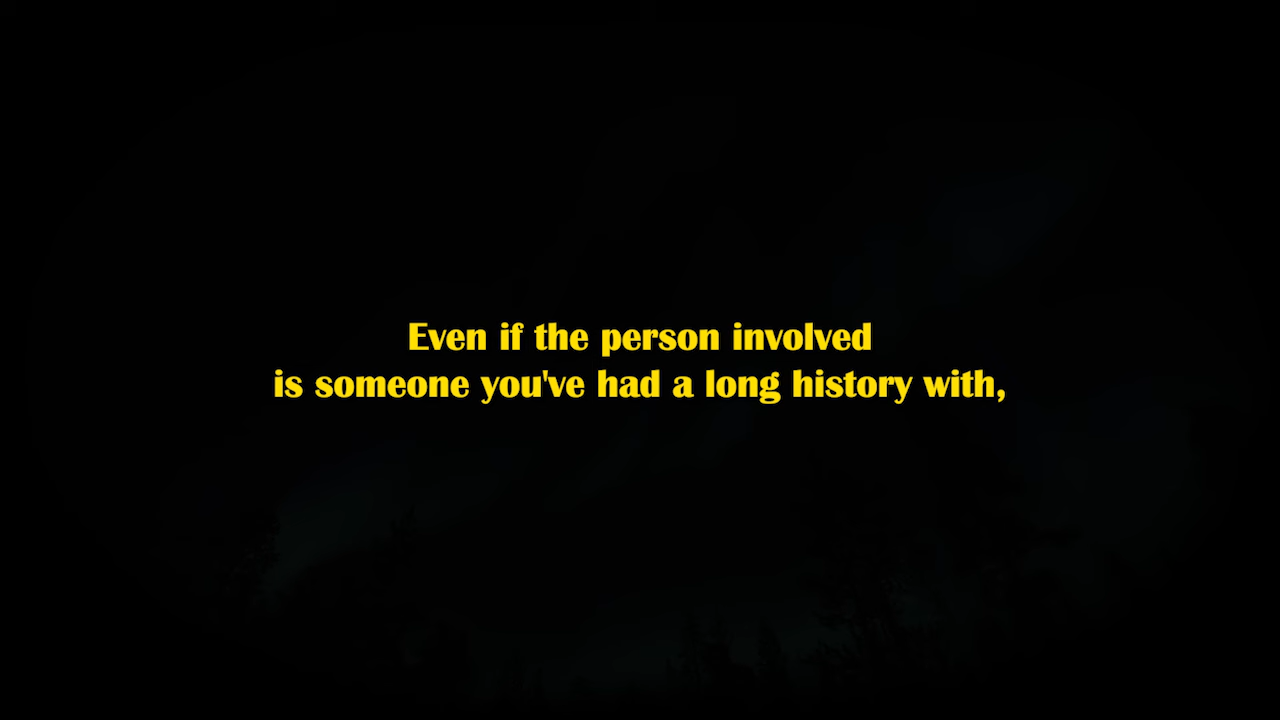 Even if the person involved
is someone you've had a long history with,